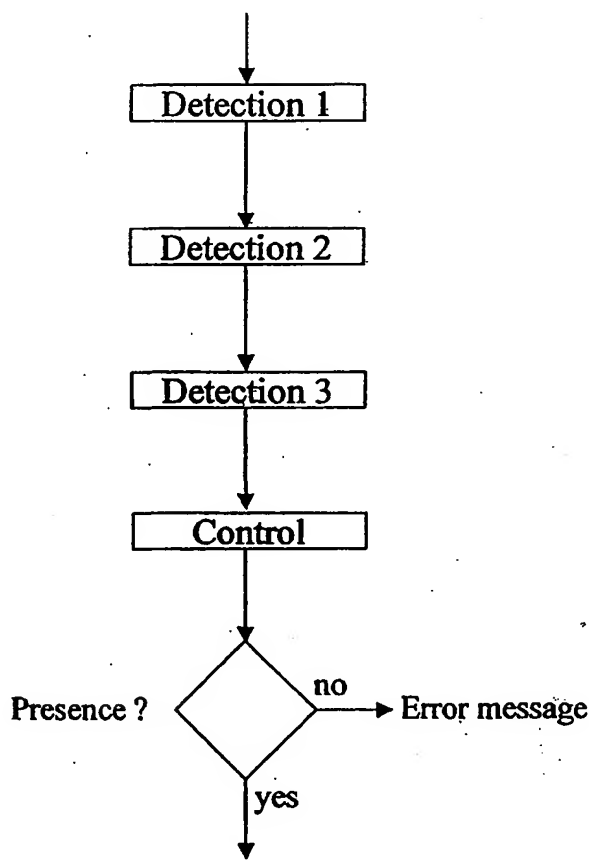 Detection 1
Detection 2
Detection 3
Control
Presence ?
no
Error message
yes